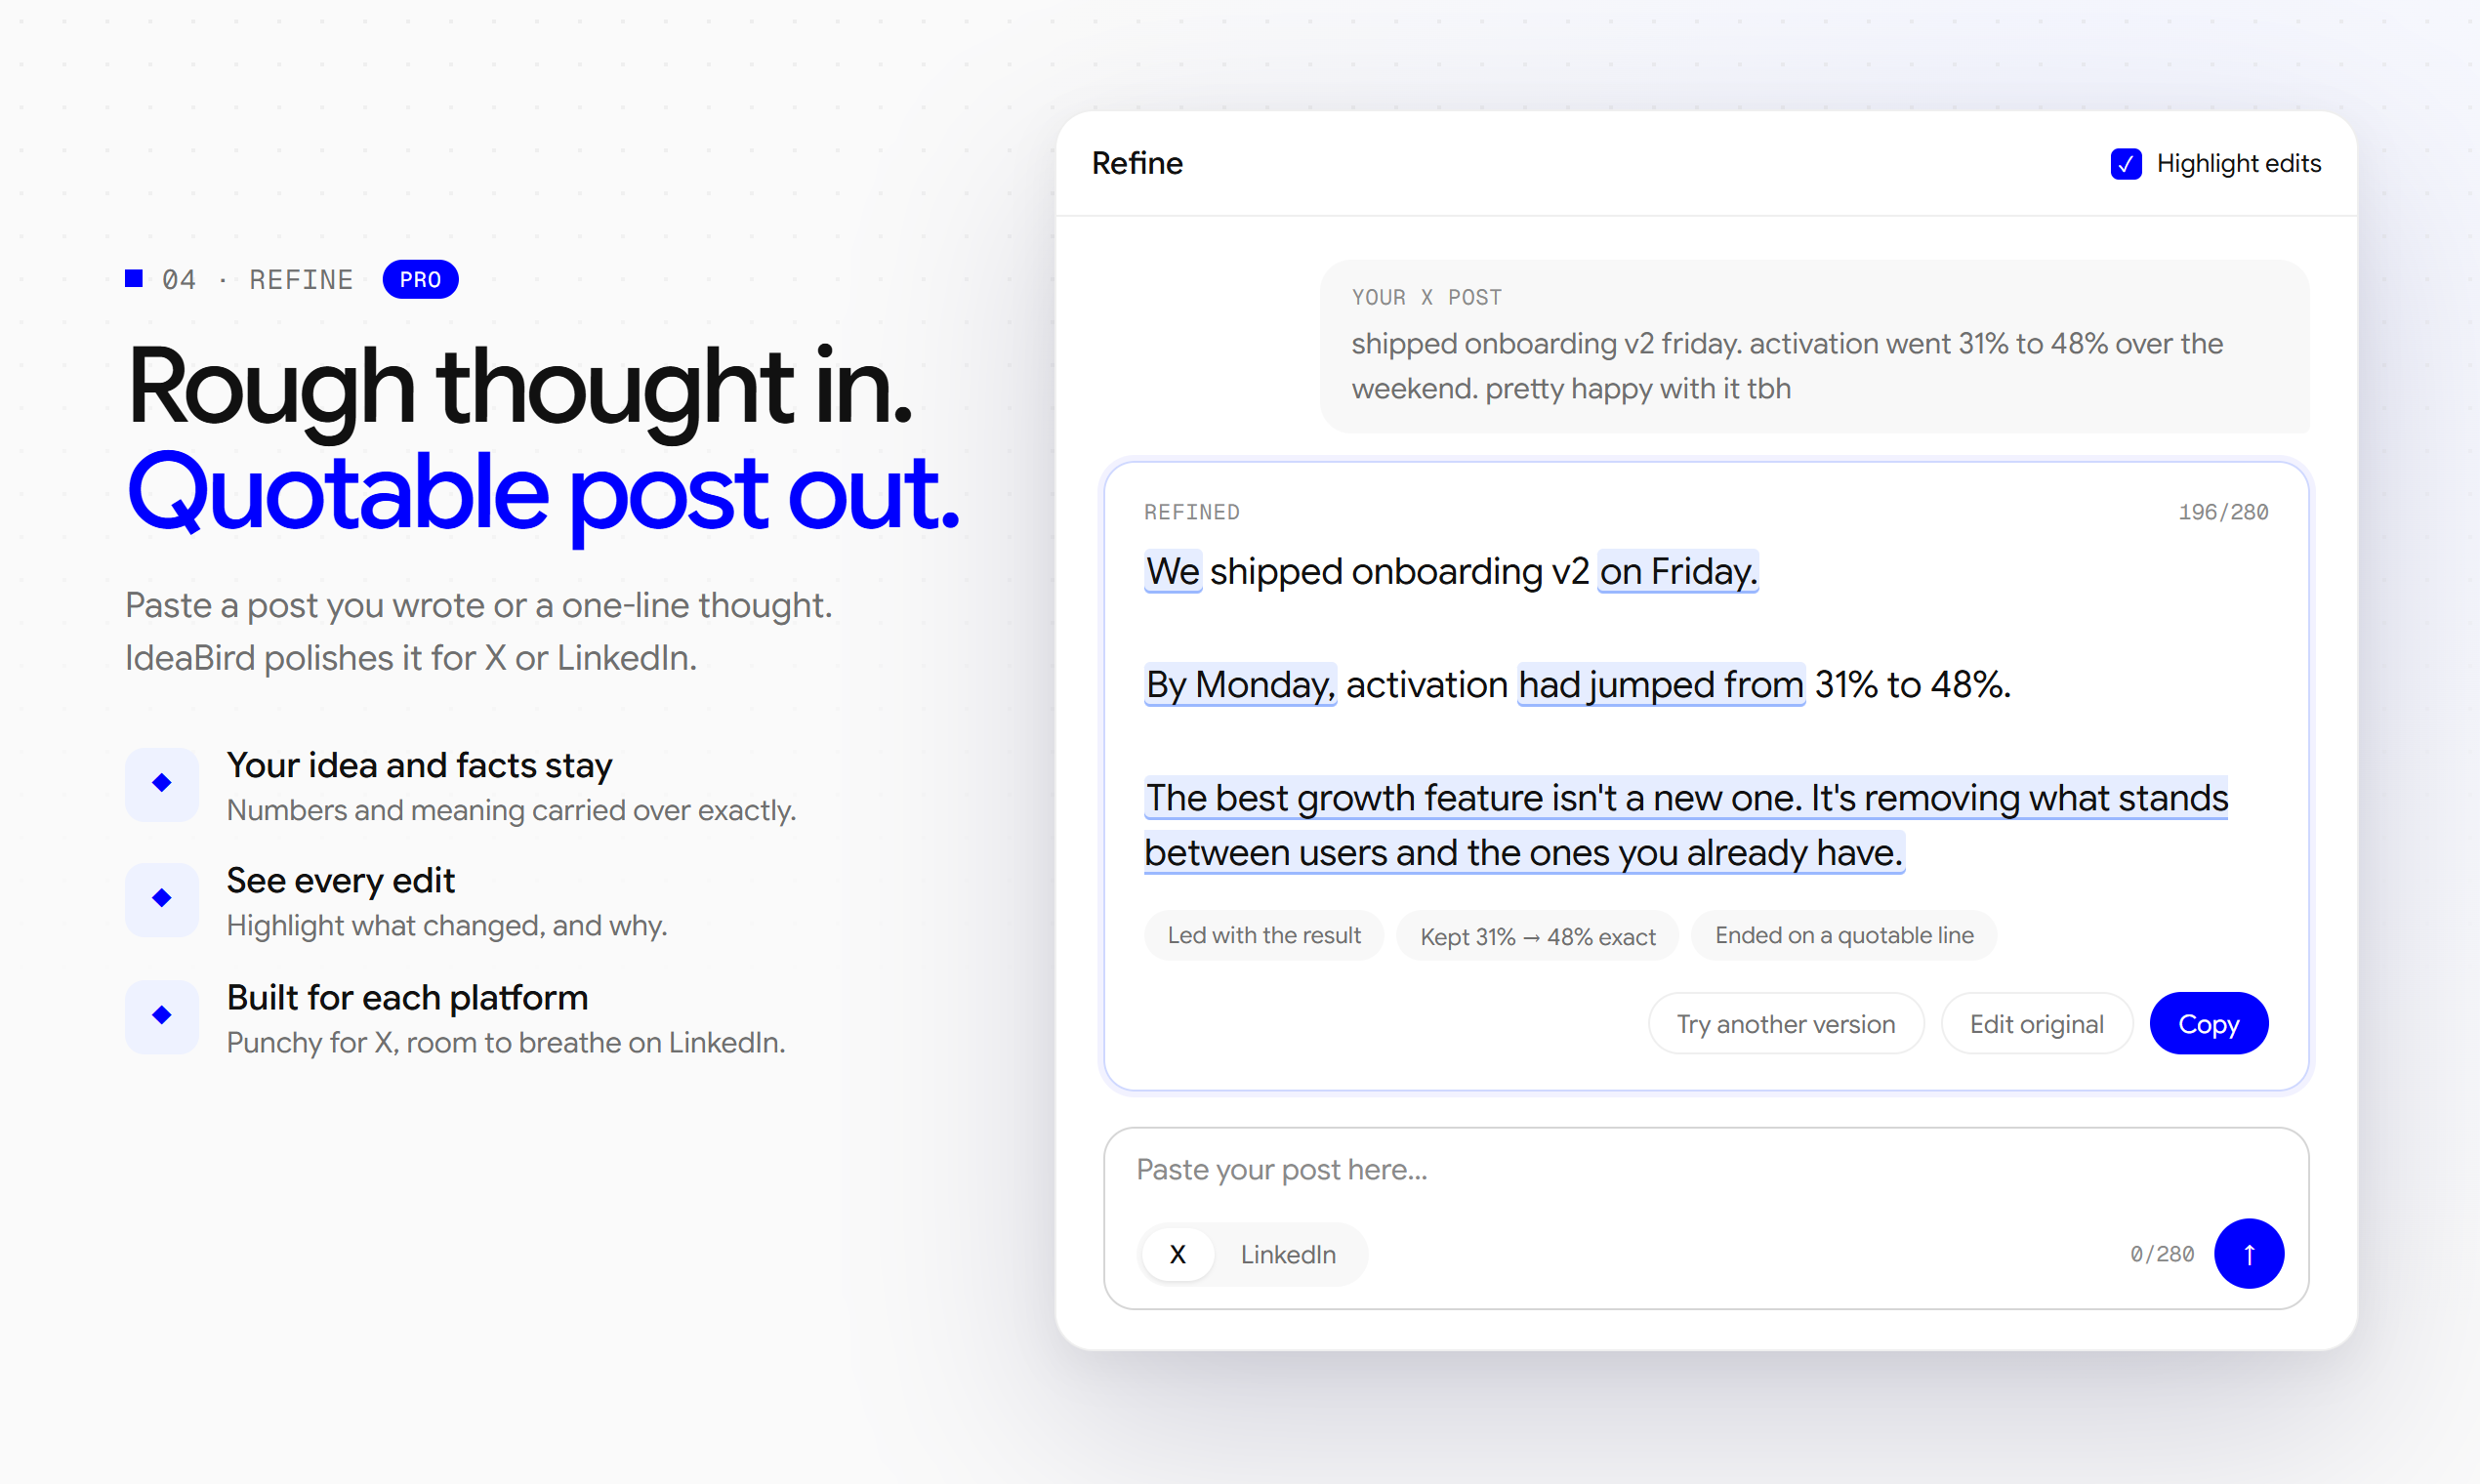 04 · REFINE PRO
Rough thought in.
Quotable post out.
Paste a post you wrote or a one-line thought.
IdeaBird polishes it for X or LinkedIn.
Your idea and facts stay
Numbers and meaning carried over exactly.
See every edit
Highlight what changed, and why.
Built for each platform
Punchy for X, room to breathe on LinkedIn.
Refine
✓ Highlight edits
YOUR X POST
shipped onboarding v2 friday. activation went 31% to 48% over the
weekend. pretty happy with it tbh
REFINED 196/280
We shipped onboarding v2 on Friday.
By Monday, activation had jumped from 31% to 48%.
The best growth feature isn't a new one. It's removing what stands
between users and the ones you already have.
Led with the result Kept 31% → 48% exact Ended on a quotable line
Try another version Edit original Copy
Paste your post here...
X LinkedIn 0/280 ↑